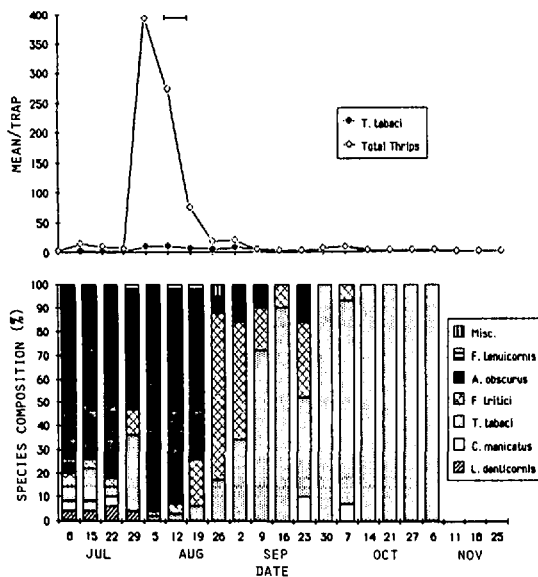 400
350
300
250
200
150
100
50
0
MEAN/TRAP
T. tabaci
Total Thrips
100
90
80
70
60
50
40
30
20
10
0
SPECIES COMPOSITION (%)
Misc.
F. tenuicornis
A. obscurus
F tritici
T. tabaci
C. manicatus
L. denticornis
8 15 22 29 5 12 19 26 2 9 16 23 30 7 14 21 27 6 11 18 25
JUL AUG SEP OCT NOV
DATE